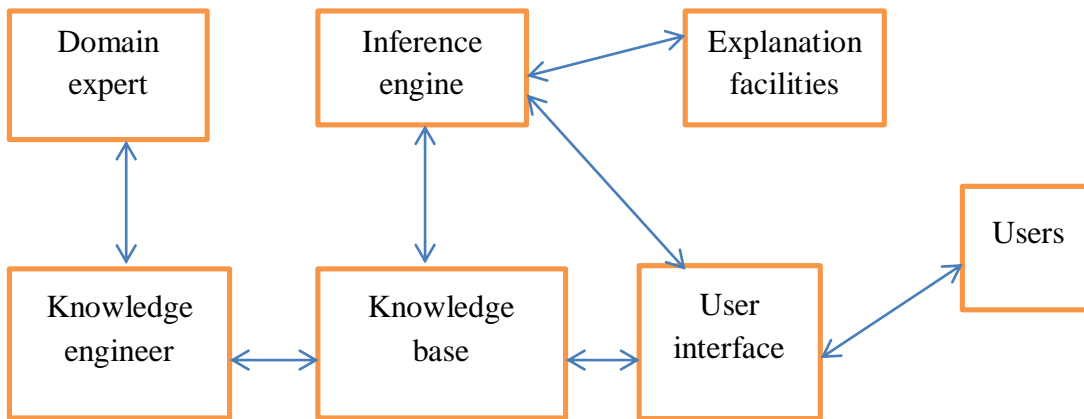 Domain
expert
Inference
engine
Explanation
facilities
Users
Knowledge
engineer
Knowledge
base
User
interface